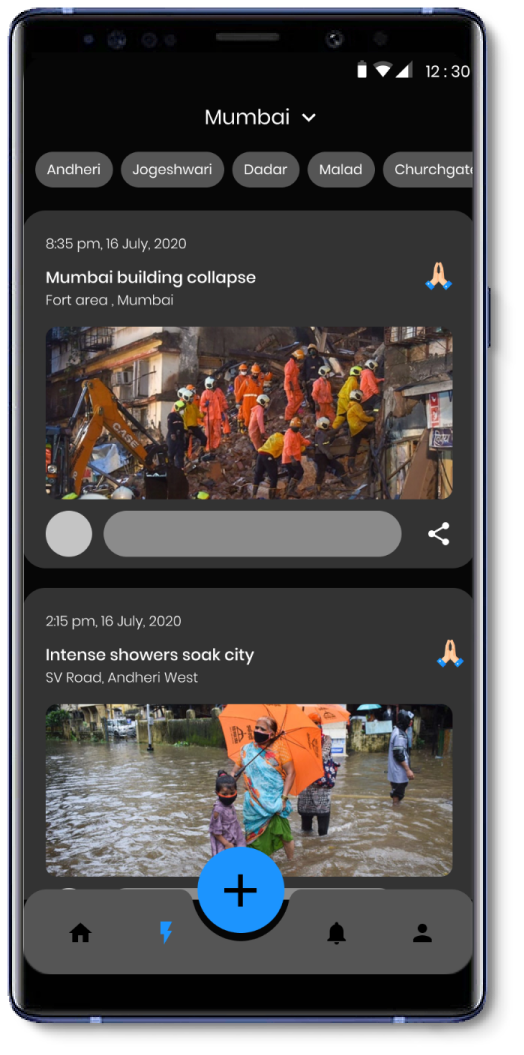 12 : 30
Mumbai
Andheri Jogeshwari Dadar Malad Churchgate
8:35 pm, 16 July, 2020
Mumbai building collapse
Fort area , Mumbai
CASE
2:15 pm, 16 July, 2020
Intense showers soak city
SV Road, Andheri West